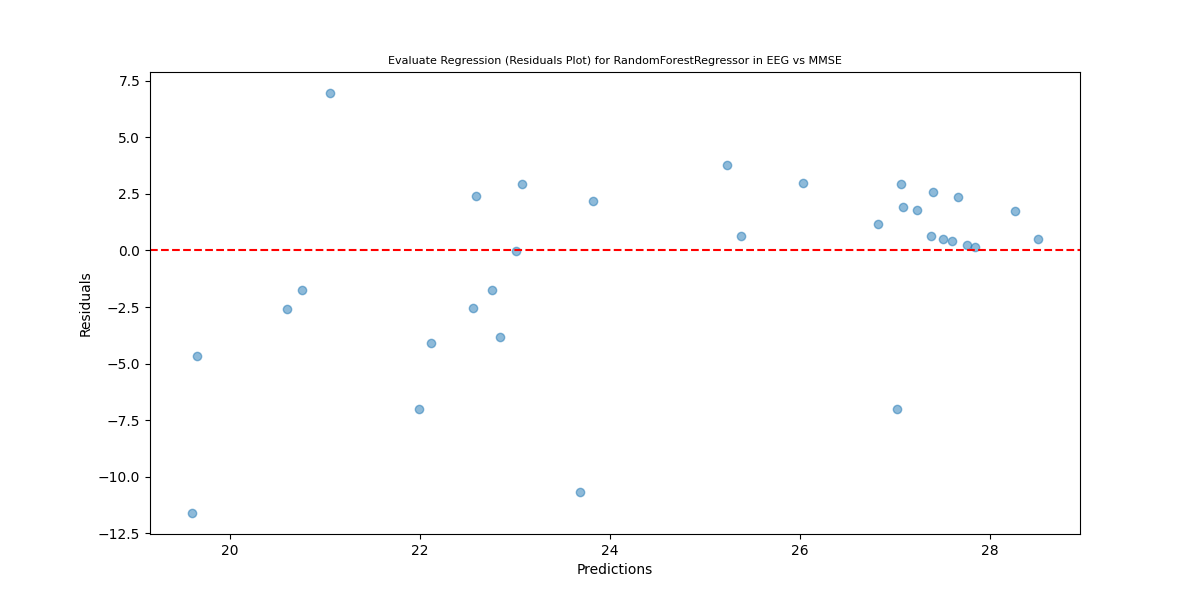 Evaluate Regression (Residuals Plot) for RandomForestRegressor in EEG vs MMSE
7.5
5.0
2.5
0.0
−2.5
−5.0
−7.5
−10.0
−12.5
Residuals
20 22 24 26 28
Predictions